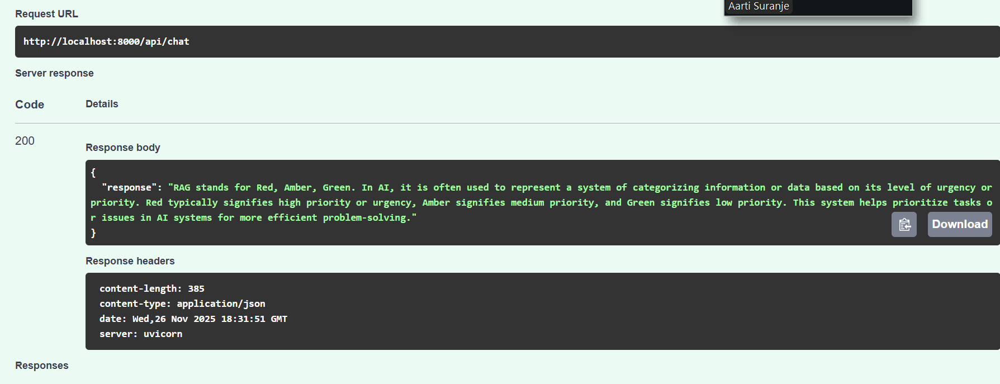 Aarti Suranje
Request URL
http://localhost:8000/api/chat
Server response
Code Details
200
Response body
{
"response": "RAG stands for Red, Amber, Green. In AI, it is often used to represent a system of categorizing information or data based on its level of urgency or
priority. Red typically signifies high priority or urgency, Amber signifies medium priority, and Green signifies low priority. This system helps prioritize tasks o
r issues in AI systems for more efficient problem-solving."
}
Download
Response headers
content-length: 385
content-type: application/json
date: Wed,26 Nov 2025 18:31:51 GMT
server: uvicorn
Responses